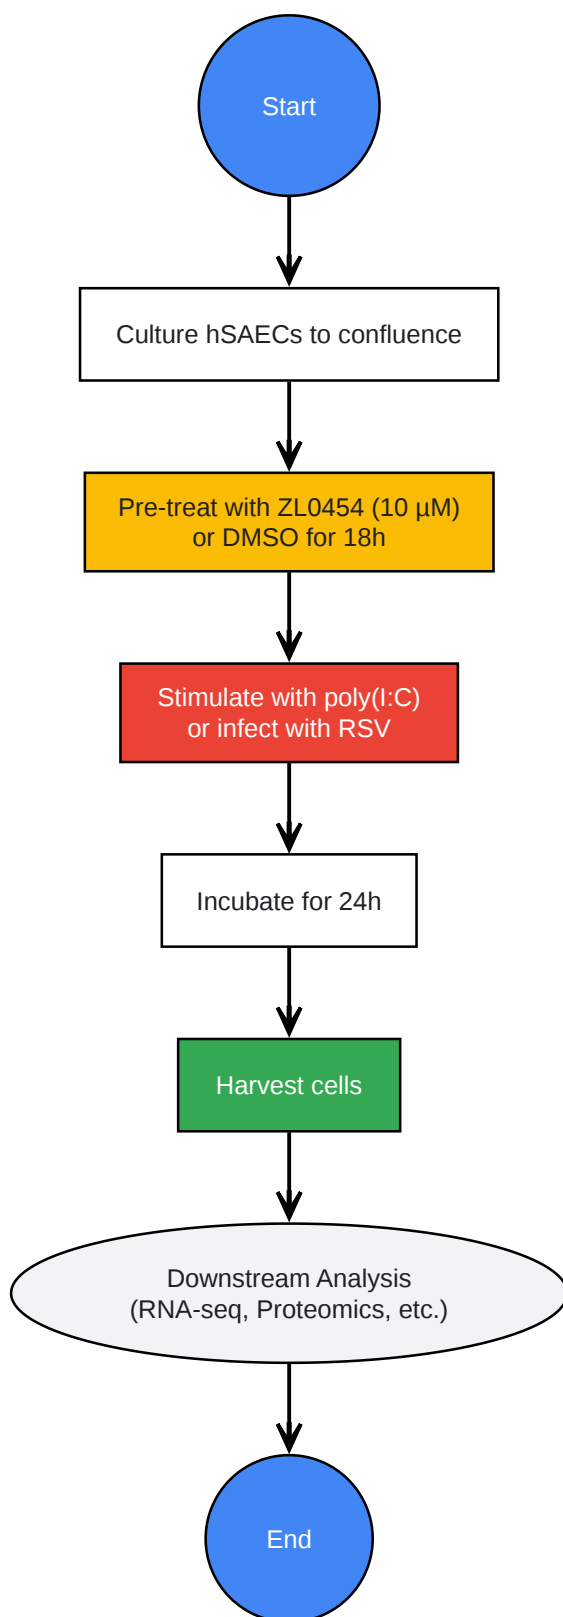 Start
Culture hSAECs to confluence
Pre-treat with ZL0454 (10 µM)
or DMSO for 18h
Stimulate with poly(I:C)
or infect with RSV
Incubate for 24h
Harvest cells
Downstream Analysis
(RNA-seq, Proteomics, etc.)
End